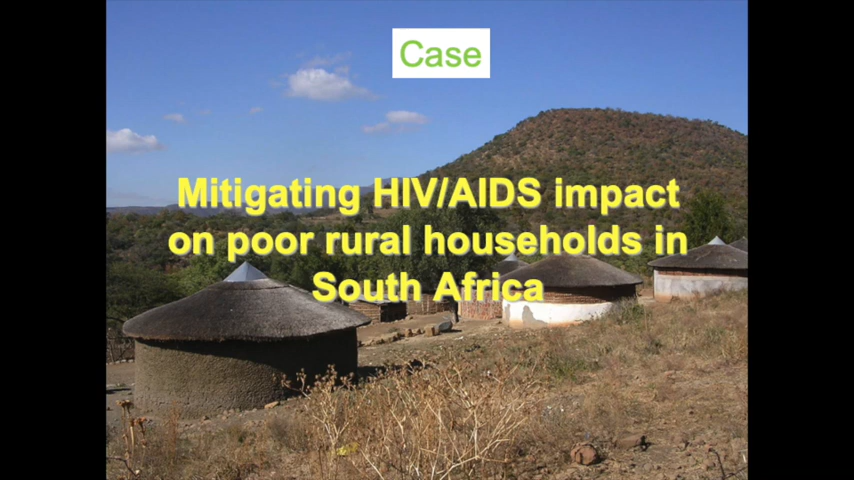 Case
Mitigating HIV/AIDS impact
on poor rural households in
South Africa